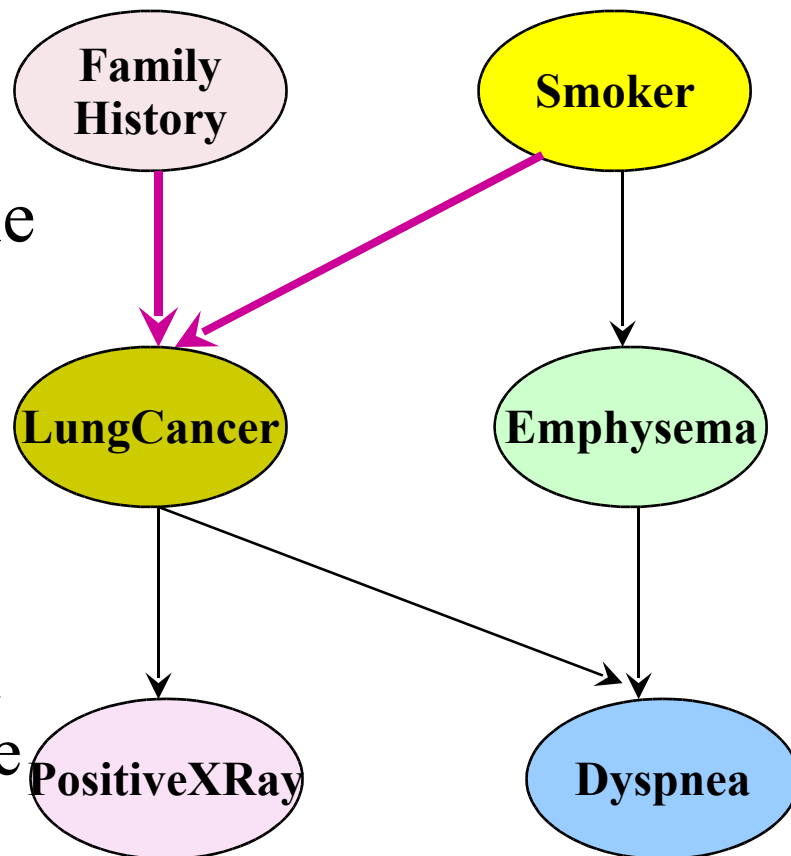 Family
History
Smoker
LungCancer
Emphysema
PositiveXRay
Dyspnea